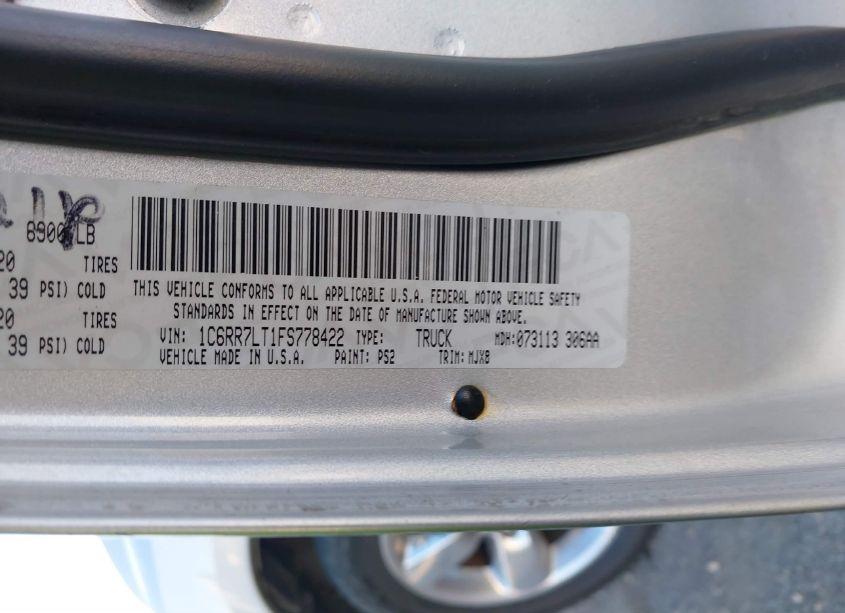 8900 LB
20 TIRES
39 PSI) COLD
20 TIRES
39 PSI) COLD
THIS VEHICLE CONFORMS TO ALL APPLICABLE U.S.A. FEDERAL MOTOR VEHICLE SAFETY
STANDARDS IN EFFECT ON THE DATE OF MANUFACTURE SHOWN ABOVE.
VIN: 1C6RR7LT1FS778422 TYPE: TRUCK MDH:073113 306AA
VEHICLE MADE IN U.S.A. PAINT: PS2 TRIM: MJX8